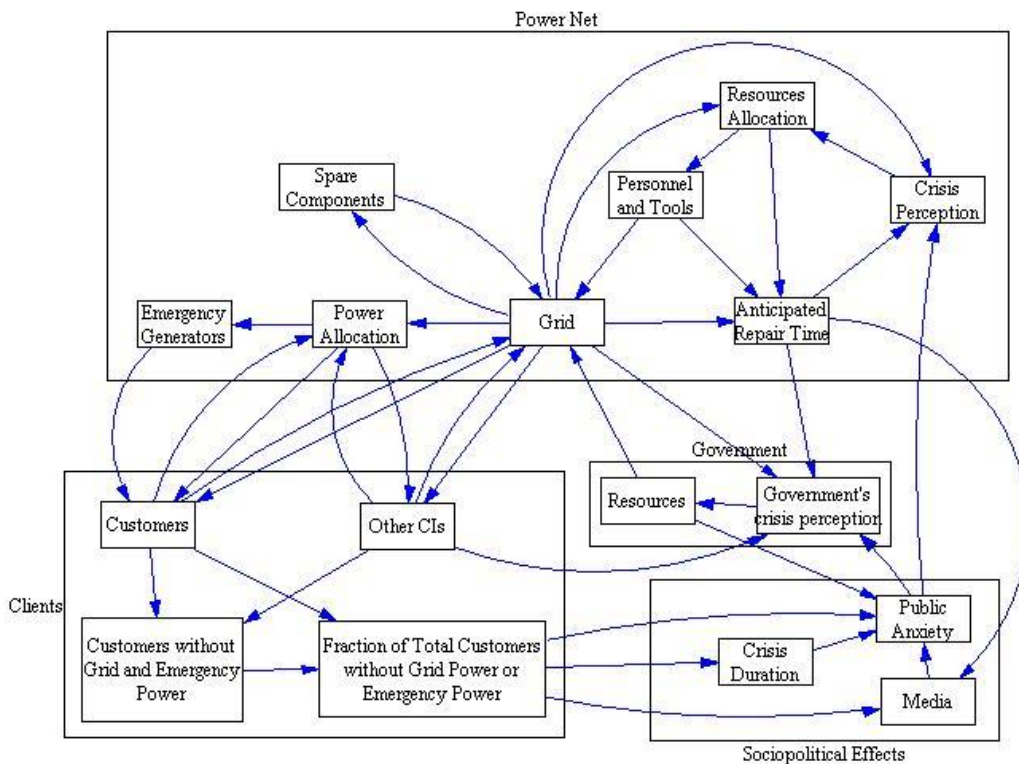 Power Net
Resources
Allocation
Spare
Components
Personnel
and Tools
Crisis
Perception
Emergency
Generators
Power
Allocation
Grid
Anticipated
Repair Time
Government
Resources
Government's
crisis perception
Customers
Other CIs
Clients
Customers without
Grid and Emergency
Power
Fraction of Total Customers
without Grid Power or
Emergency Power
Public
Anxiety
Crisis
Duration
Media
Sociopolitical Effects